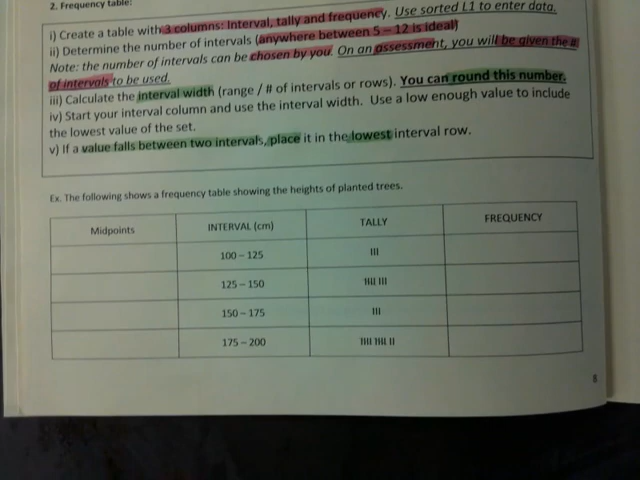 2. Frequency table:
i) Create a table with 3 columns: Interval, tally and frequency. Use sorted L1 to enter data.
ii) Determine the number of intervals (anywhere between 5 – 12 is ideal)
Note: the number of intervals can be chosen by you. On an assessment, you will be given the #
of intervals to be used.
iii) Calculate the interval width (range / # of intervals or rows). You can round this number.
iv) Start your interval column and use the interval width. Use a low enough value to include
the lowest value of the set.
v) If a value falls between two intervals, place it in the lowest interval row.
Ex. The following shows a frequency table showing the heights of planted trees.
Midpoints INTERVAL (cm) TALLY FREQUENCY
100 – 125 III
125 – 150 IIII III
150 – 175 III
175 – 200 IIII IIII II
8